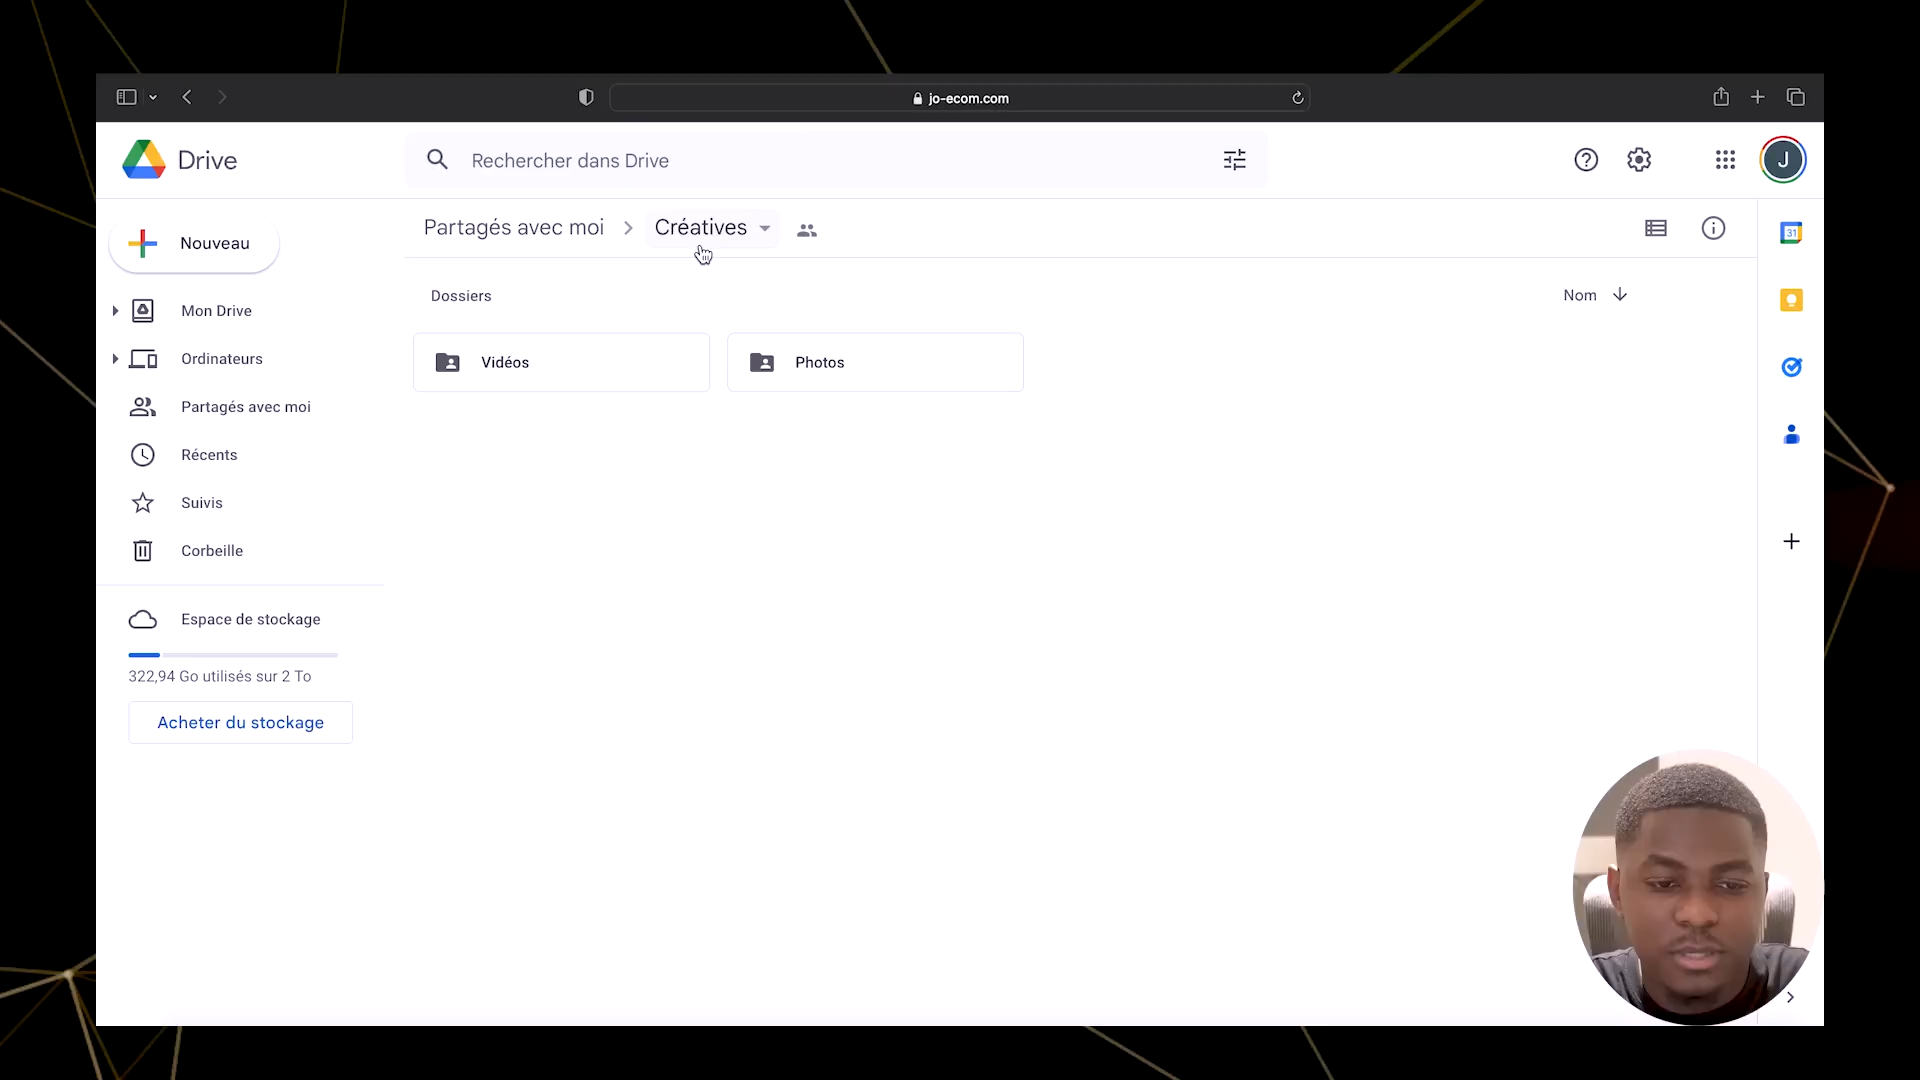 jo-ecom.com
Drive
Rechercher dans Drive
J
Nouveau
Partagés avec moi > Créatives
31
Dossiers
Nom
Mon Drive
Vidéos
Photos
Ordinateurs
Partagés avec moi
Récents
Suivis
Corbeille
Espace de stockage
322,94 Go utilisés sur 2 To
Acheter du stockage